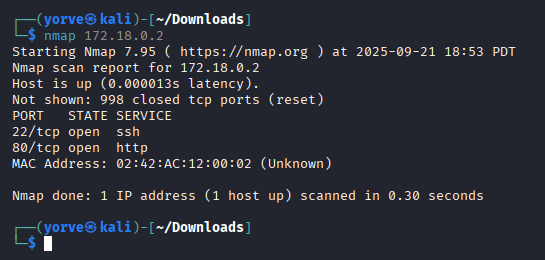 ┌──(yorve㉿kali)-[~/Downloads]
└─$ nmap 172.18.0.2
Starting Nmap 7.95 ( https://nmap.org ) at 2025-09-21 18:53 PDT
Nmap scan report for 172.18.0.2
Host is up (0.000013s latency).
Not shown: 998 closed tcp ports (reset)
PORT   STATE SERVICE
22/tcp open  ssh
80/tcp open  http
MAC Address: 02:42:AC:12:00:02 (Unknown)
Nmap done: 1 IP address (1 host up) scanned in 0.30 seconds
┌──(yorve㉿kali)-[~/Downloads]
└─$